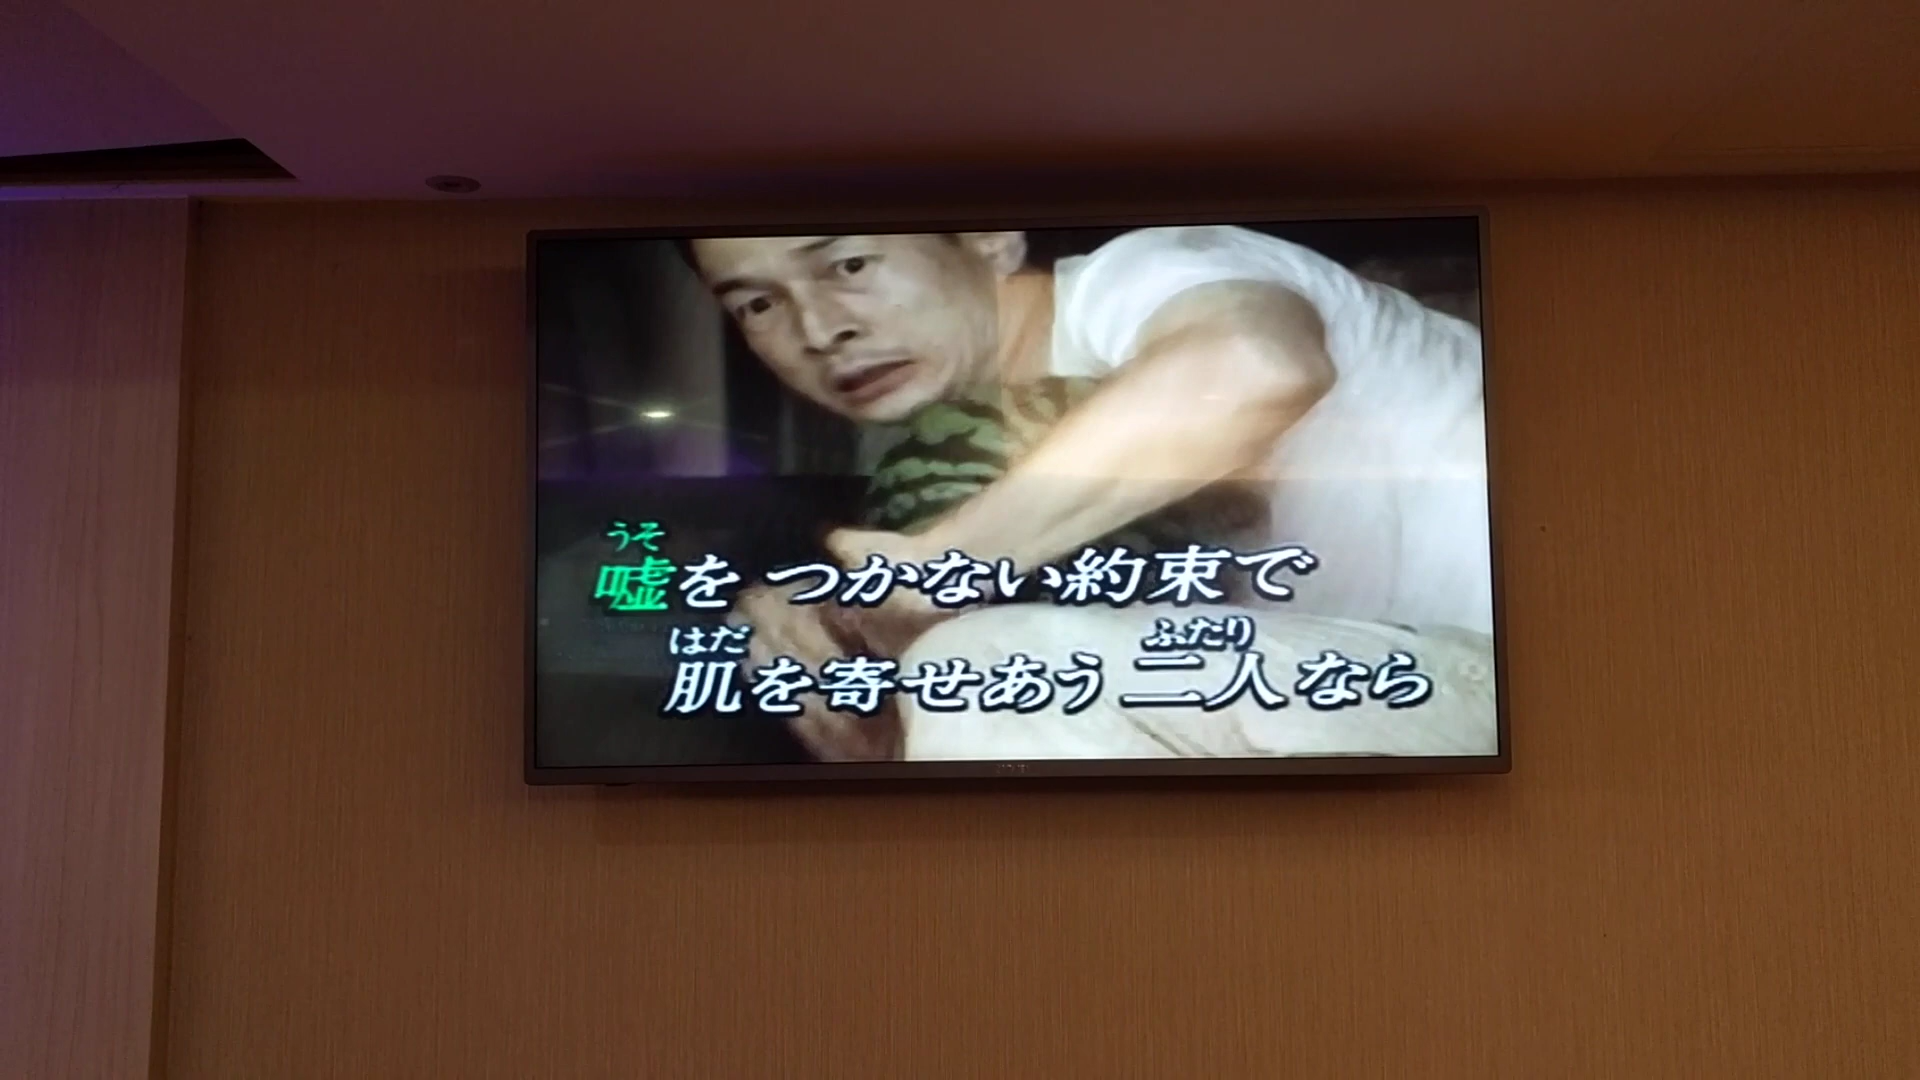 うそ
嘘を つかない約束で
はだ ふたり
肌を寄せあう 二人なら